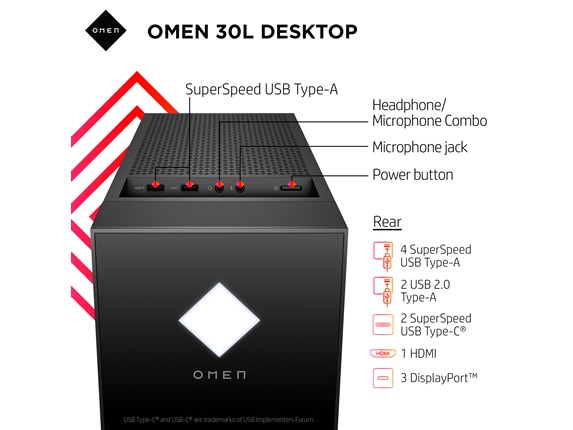 OMEN
OMEN 30L DESKTOP
SuperSpeed USB Type-A
Headphone/
Microphone Combo
Microphone jack
Power button
Rear
4 SuperSpeed
USB Type-A
2 USB 2.0
Type-A
2 SuperSpeed
USB Type-C®
HDMI
1 HDMI
3 DisplayPort™
OMEN
USB Type-C® and USB-C® are trademarks of USB Implementers Forum.